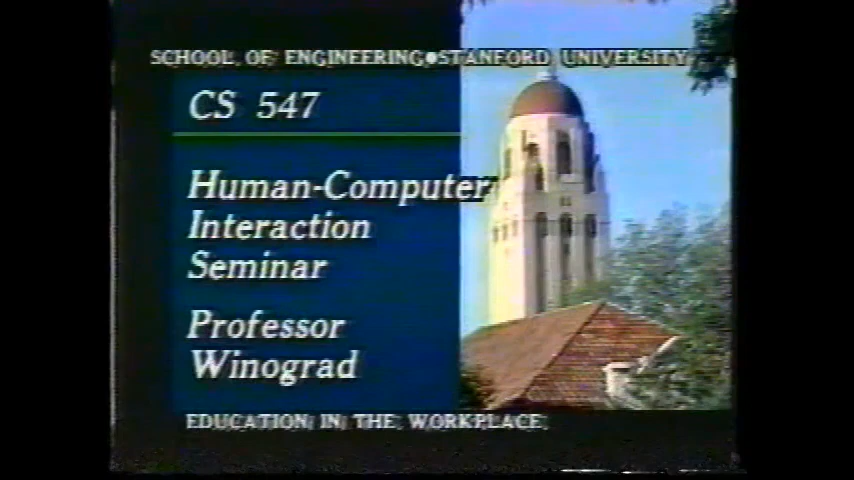 SCHOOL OF ENGINEERING●STANFORD UNIVERSITY
CS 547
Human-Computer
Interaction
Seminar
Professor
Winograd
EDUCATION IN THE WORKPLACE